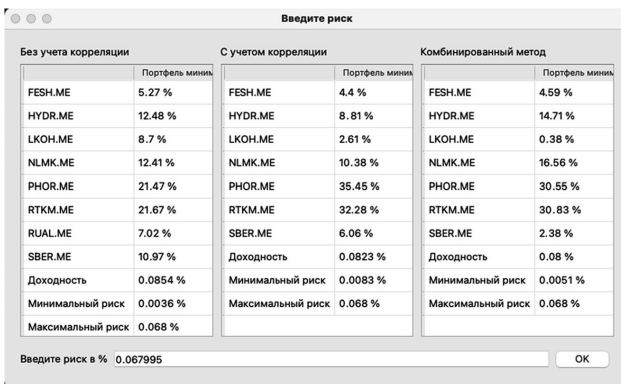 Введите риск
Без учета корреляции
Портфель миним
FESH.ME 5.27 %
HYDR.ME 12.48 %
LKOH.ME 8.7 %
NLMK.ME 12.41 %
PHOR.ME 21.47 %
RTKM.ME 21.67 %
RUAL.ME 7.02 %
SBER.ME 10.97 %
Доходность 0.0854 %
Минимальный риск 0.0036 %
Максимальный риск 0.068 %
С учетом корреляции
Портфель миним
FESH.ME 4.4 %
HYDR.ME 8.81 %
LKOH.ME 2.61 %
NLMK.ME 10.38 %
PHOR.ME 35.45 %
RTKM.ME 32.28 %
SBER.ME 6.06 %
Доходность 0.0823 %
Минимальный риск 0.0083 %
Максимальный риск 0.068 %
Комбинированный метод
Портфель миним
FESH.ME 4.59 %
HYDR.ME 14.71 %
LKOH.ME 0.38 %
NLMK.ME 16.56 %
PHOR.ME 30.55 %
RTKM.ME 30.83 %
SBER.ME 2.38 %
Доходность 0.08 %
Минимальный риск 0.0051 %
Максимальный риск 0.068 %
Введите риск в % 0.067995
OK